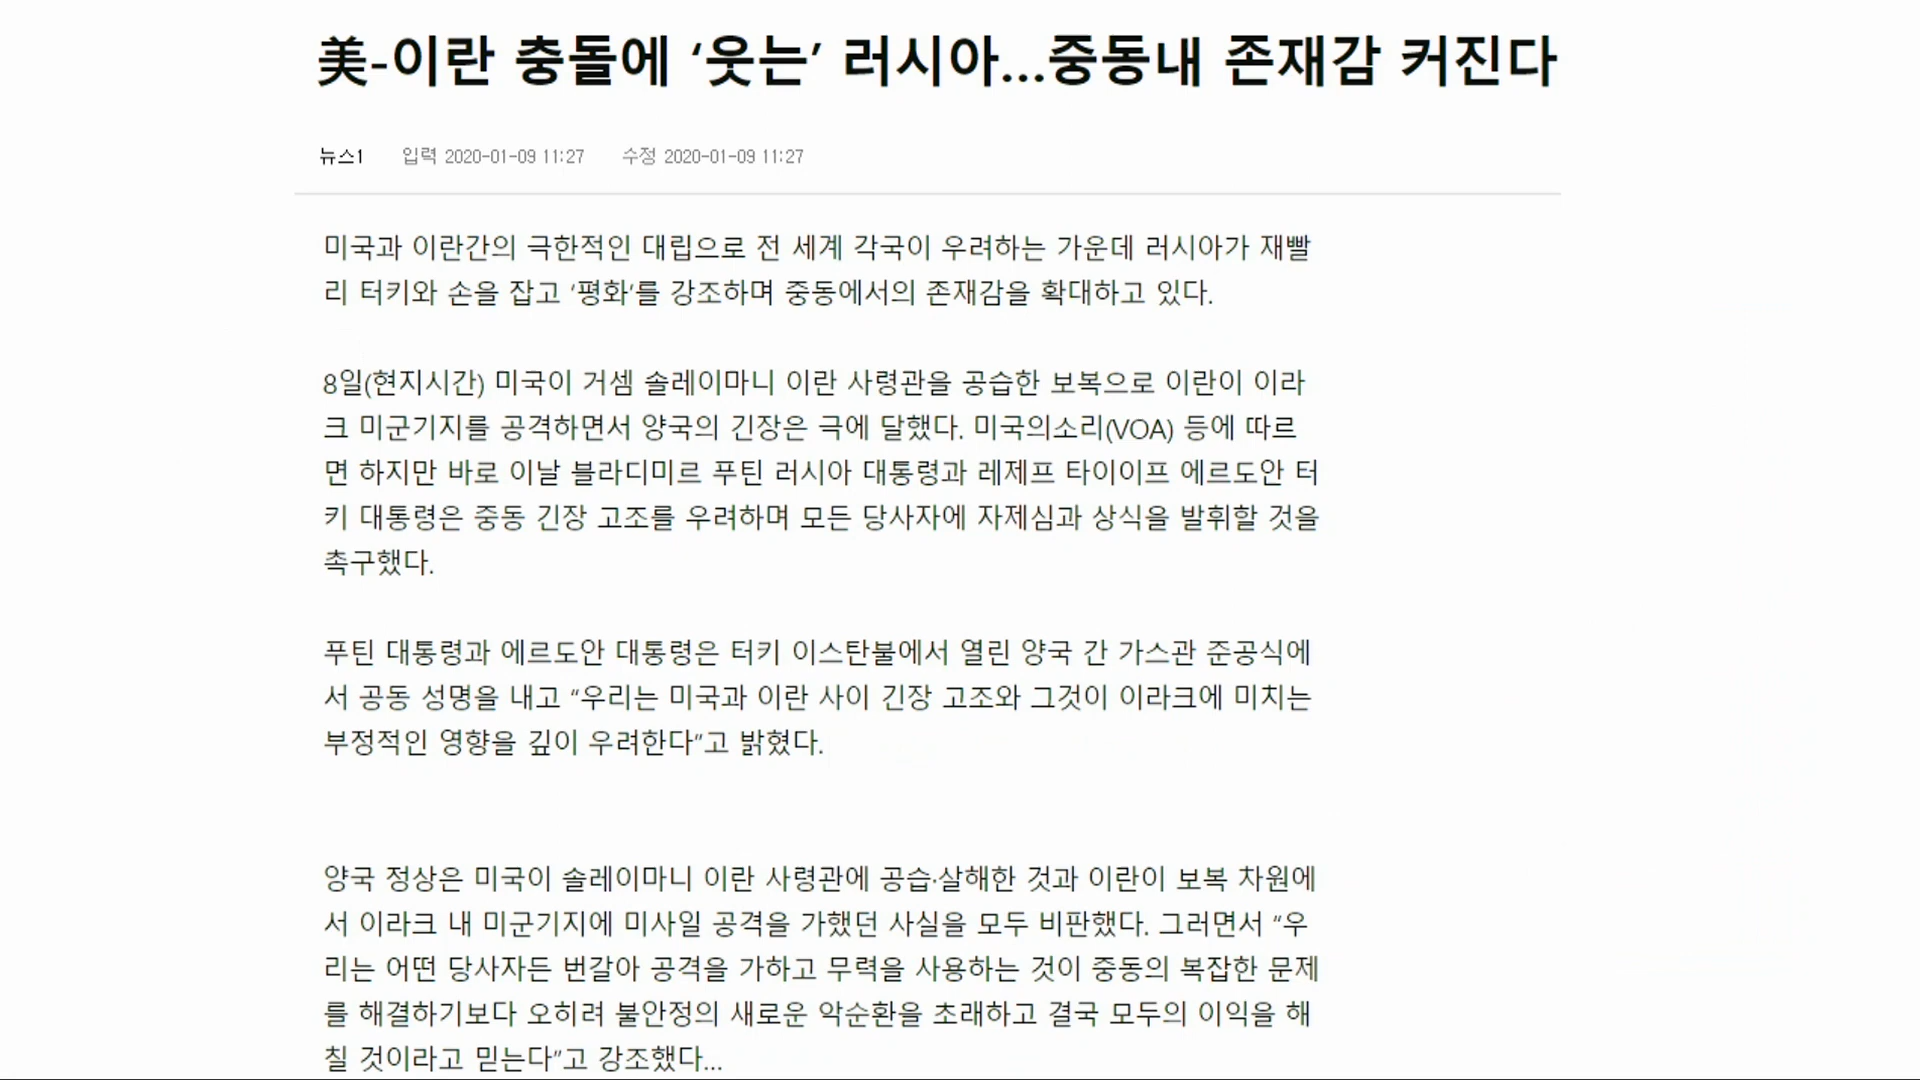 美-이란 충돌에 ‘웃는’ 러시아...중동내 존재감 커진다
뉴스1 입력 2020-01-09 11:27 수정 2020-01-09 11:27
미국과 이란간의 극한적인 대립으로 전 세계 각국이 우려하는 가운데 러시아가 재빨
리 터키와 손을 잡고 ‘평화’를 강조하며 중동에서의 존재감을 확대하고 있다.
8일(현지시간) 미국이 거셈 솔레이마니 이란 사령관을 공습한 보복으로 이란이 이라
크 미군기지를 공격하면서 양국의 긴장은 극에 달했다. 미국의소리(VOA) 등에 따르
면 하지만 바로 이날 블라디미르 푸틴 러시아 대통령과 레제프 타이이프 에르도안 터
키 대통령은 중동 긴장 고조를 우려하며 모든 당사자에 자제심과 상식을 발휘할 것을
촉구했다.
푸틴 대통령과 에르도안 대통령은 터키 이스탄불에서 열린 양국 간 가스관 준공식에
서 공동 성명을 내고 “우리는 미국과 이란 사이 긴장 고조와 그것이 이라크에 미치는
부정적인 영향을 깊이 우려한다”고 밝혔다.
양국 정상은 미국이 솔레이마니 이란 사령관에 공습·살해한 것과 이란이 보복 차원에
서 이라크 내 미군기지에 미사일 공격을 가했던 사실을 모두 비판했다. 그러면서 “우
리는 어떤 당사자든 번갈아 공격을 가하고 무력을 사용하는 것이 중동의 복잡한 문제
를 해결하기보다 오히려 불안정의 새로운 악순환을 초래하고 결국 모두의 이익을 해
칠 것이라고 믿는다”고 강조했다...